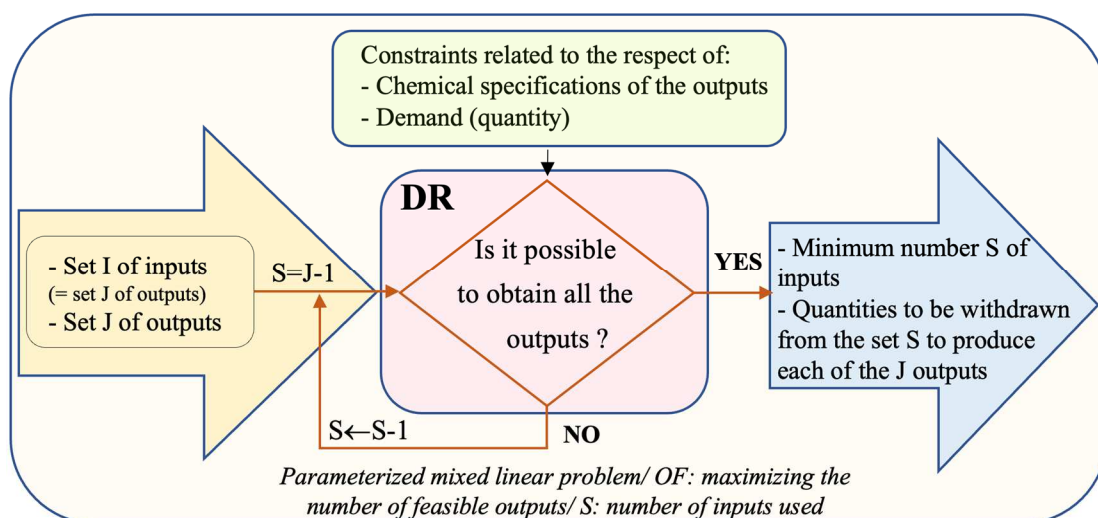 Constraints related to the respect of:
- Chemical specifications of the outputs
- Demand (quantity)
DR
- Set I of inputs
(= set J of outputs)
- Set J of outputs
S=J-1
Is it possible
to obtain all the
outputs ?
YES
- Minimum number S of
inputs
- Quantities to be withdrawn
from the set S to produce
each of the J outputs
S←S-1
NO
Parameterized mixed linear problem/ OF: maximizing the
number of feasible outputs/ S: number of inputs used